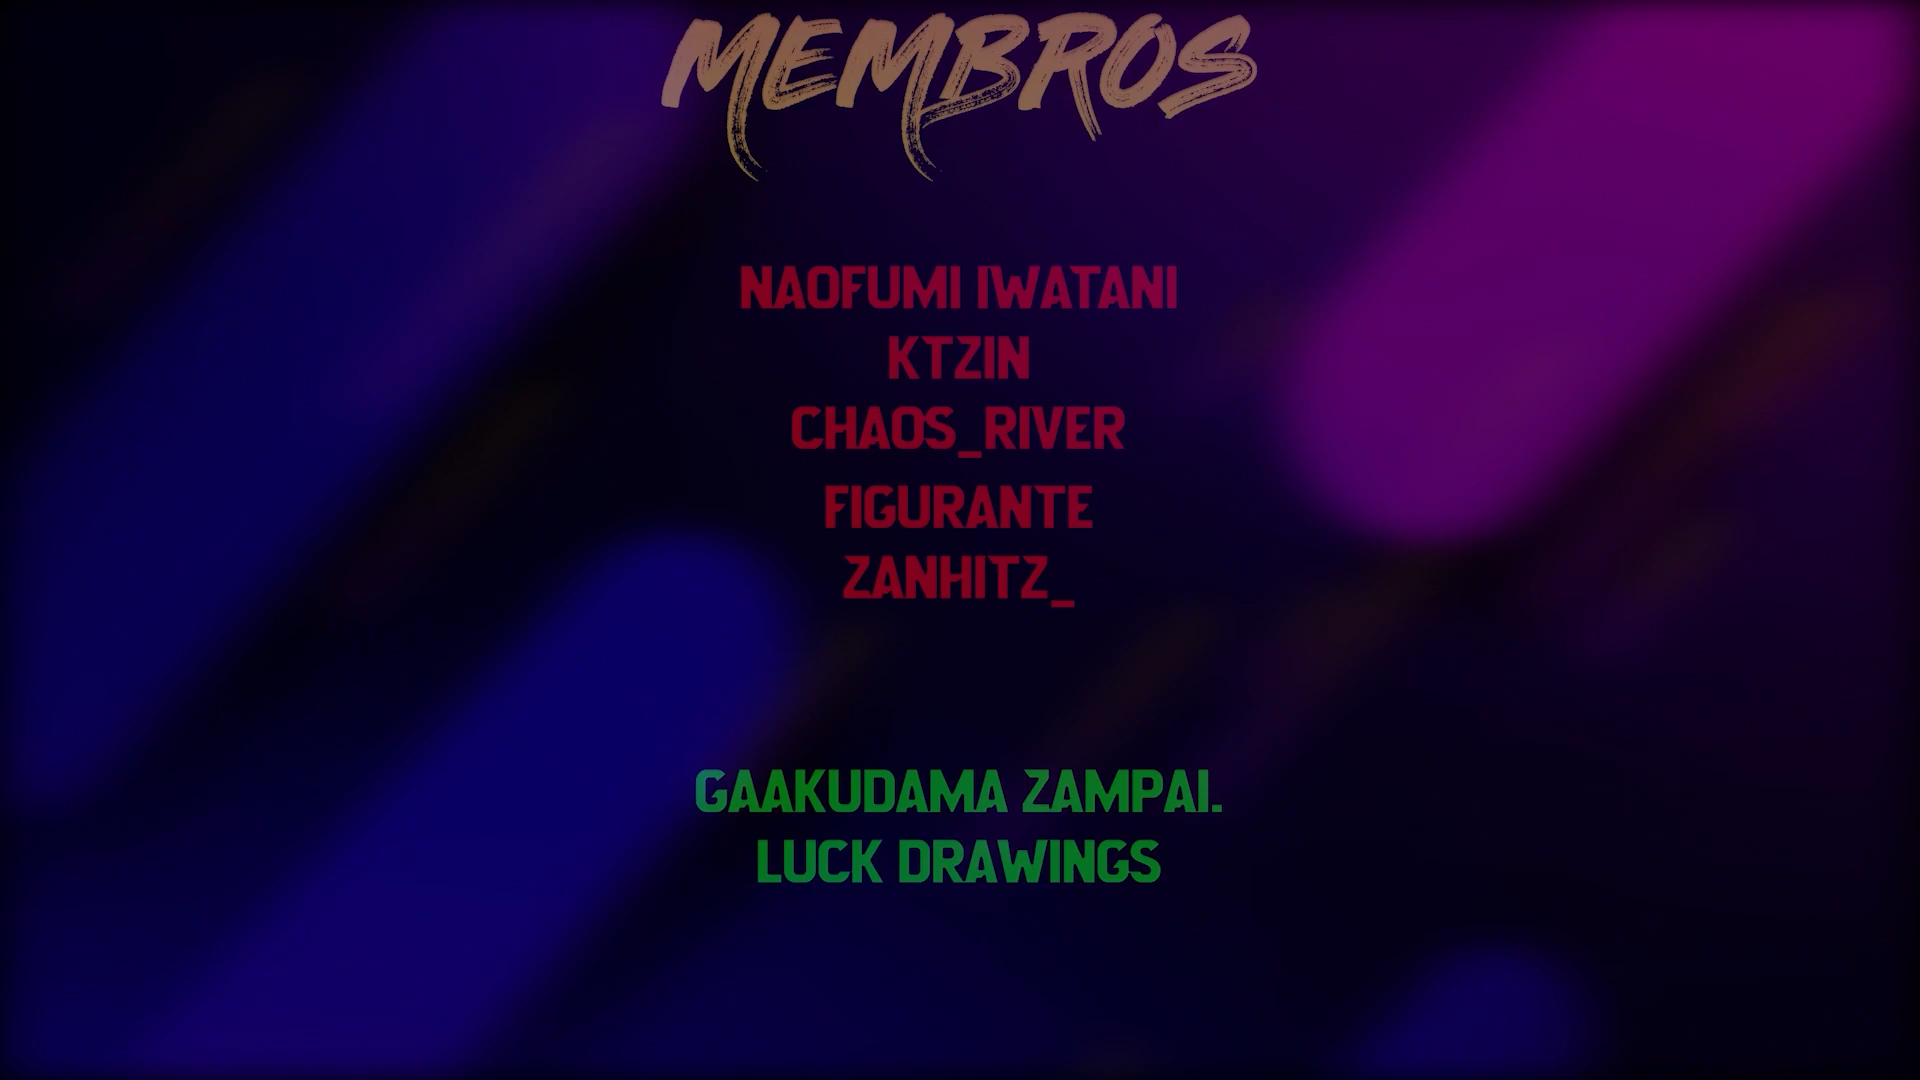 MEMBROS
NAOFUMI IWATANI
KTZIN
CHAOS_RIVER
FIGURANTE
ZANHITZ_
GAAKUDAMA ZAMPAI.
LUCK DRAWINGS